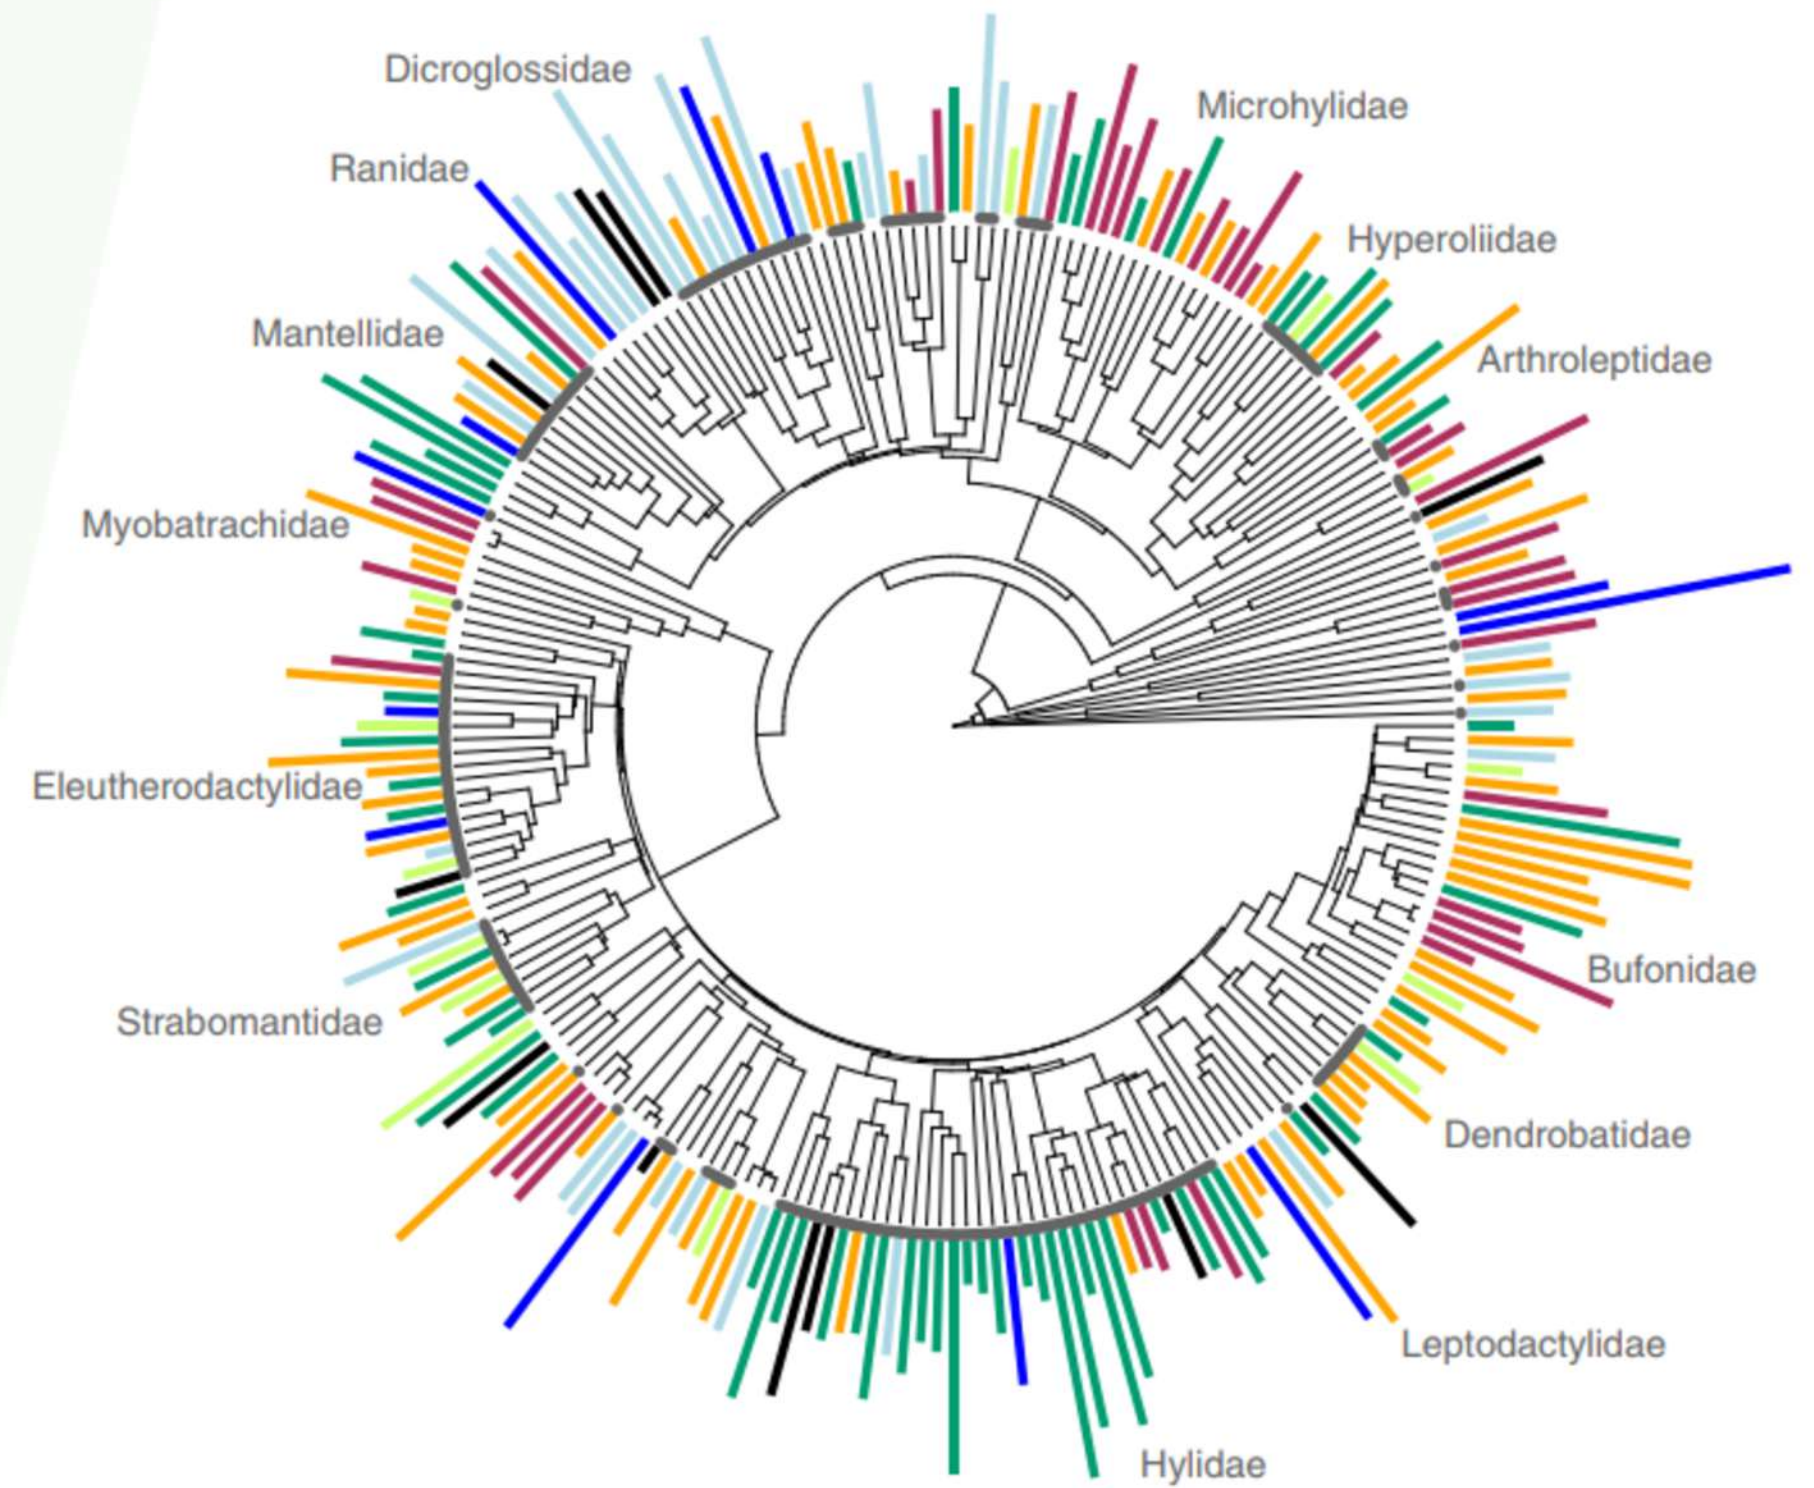 Dicroglossidae
Microhylidae
Ranidae
Hyperoliidae
Mantellidae
Arthroleptidae
Myobatrachidae
Eleutherodactylidae
Bufonidae
Strabomantidae
Dendrobatidae
Leptodactylidae
Hylidae